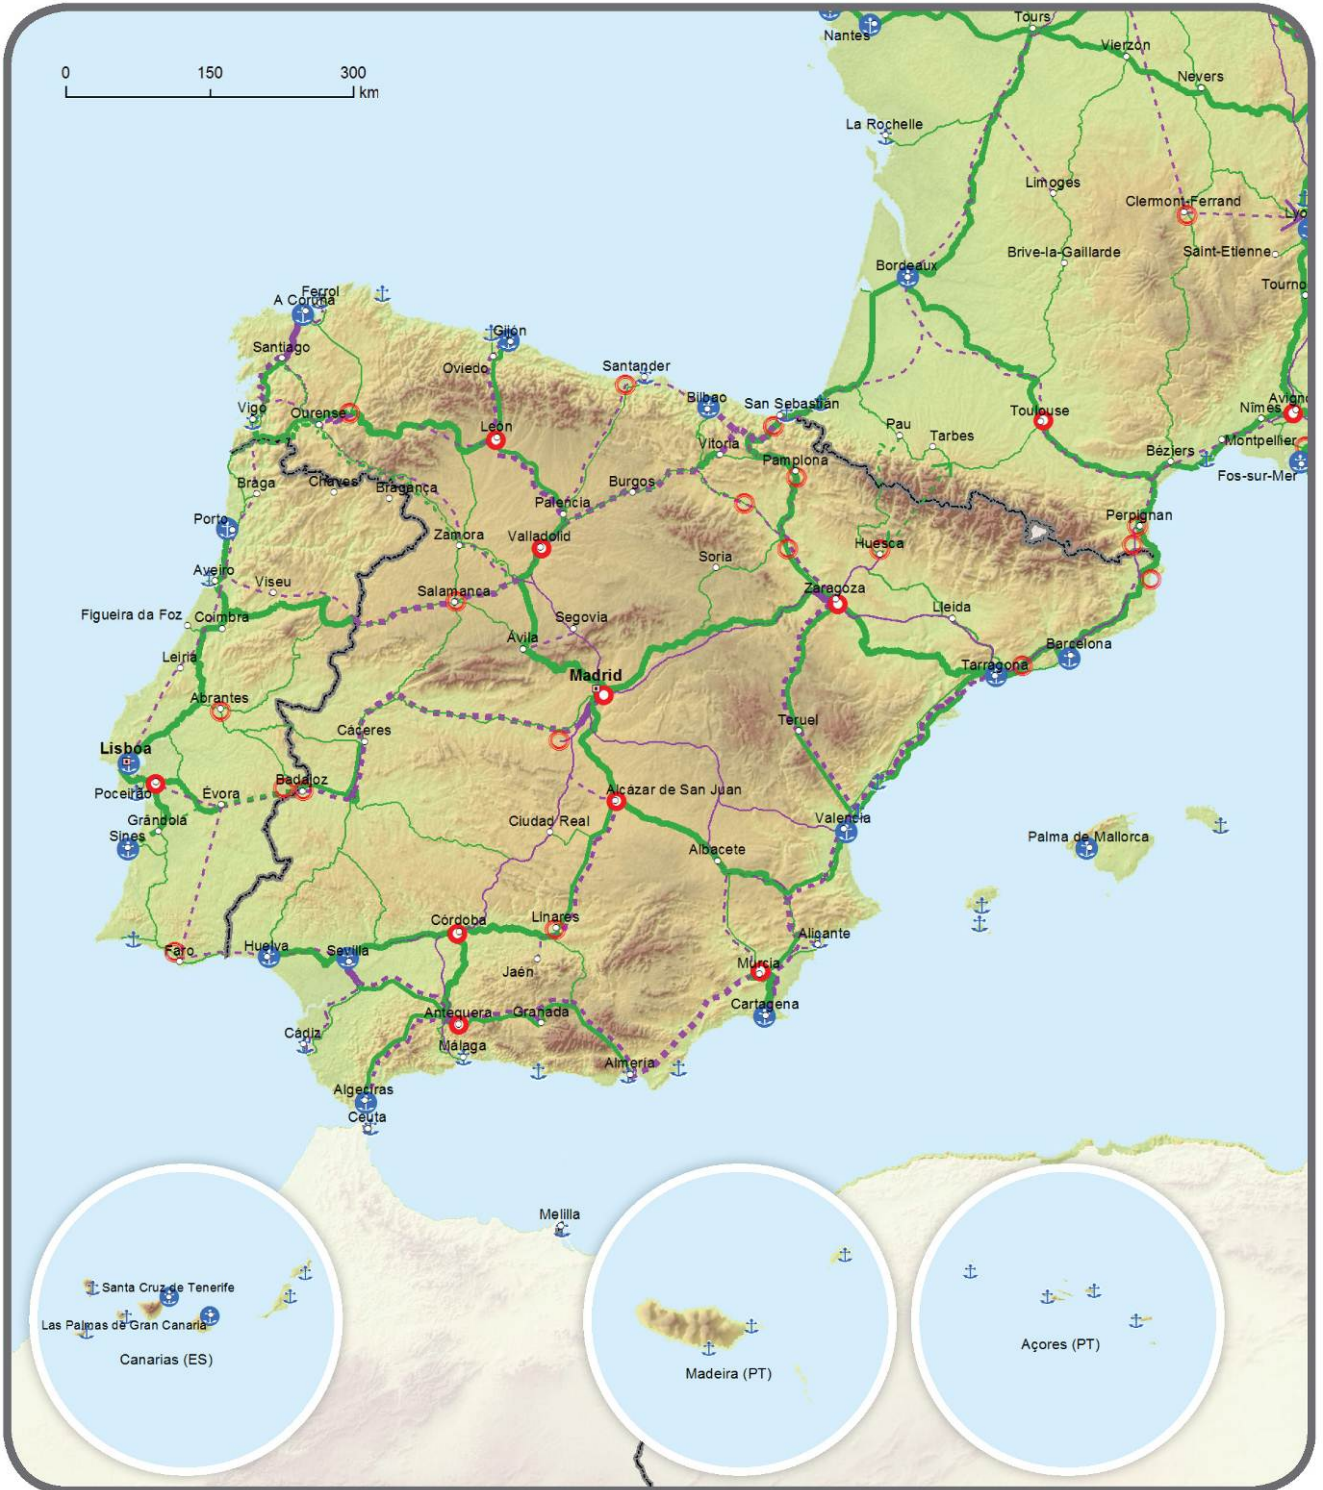 Tours
Nantes
Vierzon
Nevers
0 150 300
km
La Rochelle
Limoges
Clermont-Ferrand
Lyo
Brive-la-Gaillarde
Saint-Etienne
Bordeaux
Tourno
Ferrol
A Coruña
Gijón
Santiago
Oviedo
Santander
Bilbao
San Sebastián
Vigo
Ourense
León
Vitoria
Toulouse
Avigno
Nîmes
Pau
Tarbes
Montpellier
Béziers
Pamplona
Fos-sur-Mer
Braga
Chaves
Bragança
Burgos
Palencia
Perpignan
Porto
Zamora
Valladolid
Soria
Huesca
Aveiro
Viseu
Salamanca
Zaragoza
Figueira da Foz
Coimbra
Segovia
Lleida
Ávila
Barcelona
Leiria
Madrid
Tarragona
Abrantes
Cáceres
Teruel
Lisboa
Badajoz
Poceirão
Évora
Alcázar de San Juan
Grândola
Ciudad Real
Valencia
Sines
Albacete
Palma de Mallorca
Córdoba
Linares
Faro
Huelva
Sevilla
Alicante
Jaén
Murcia
Antequera
Granada
Cartagena
Cádiz
Málaga
Almería
Algeciras
Ceuta
Melilla
Santa Cruz de Tenerife
Las Palmas de Gran Canaria
Canarias (ES)
Madeira (PT)
Açores (PT)